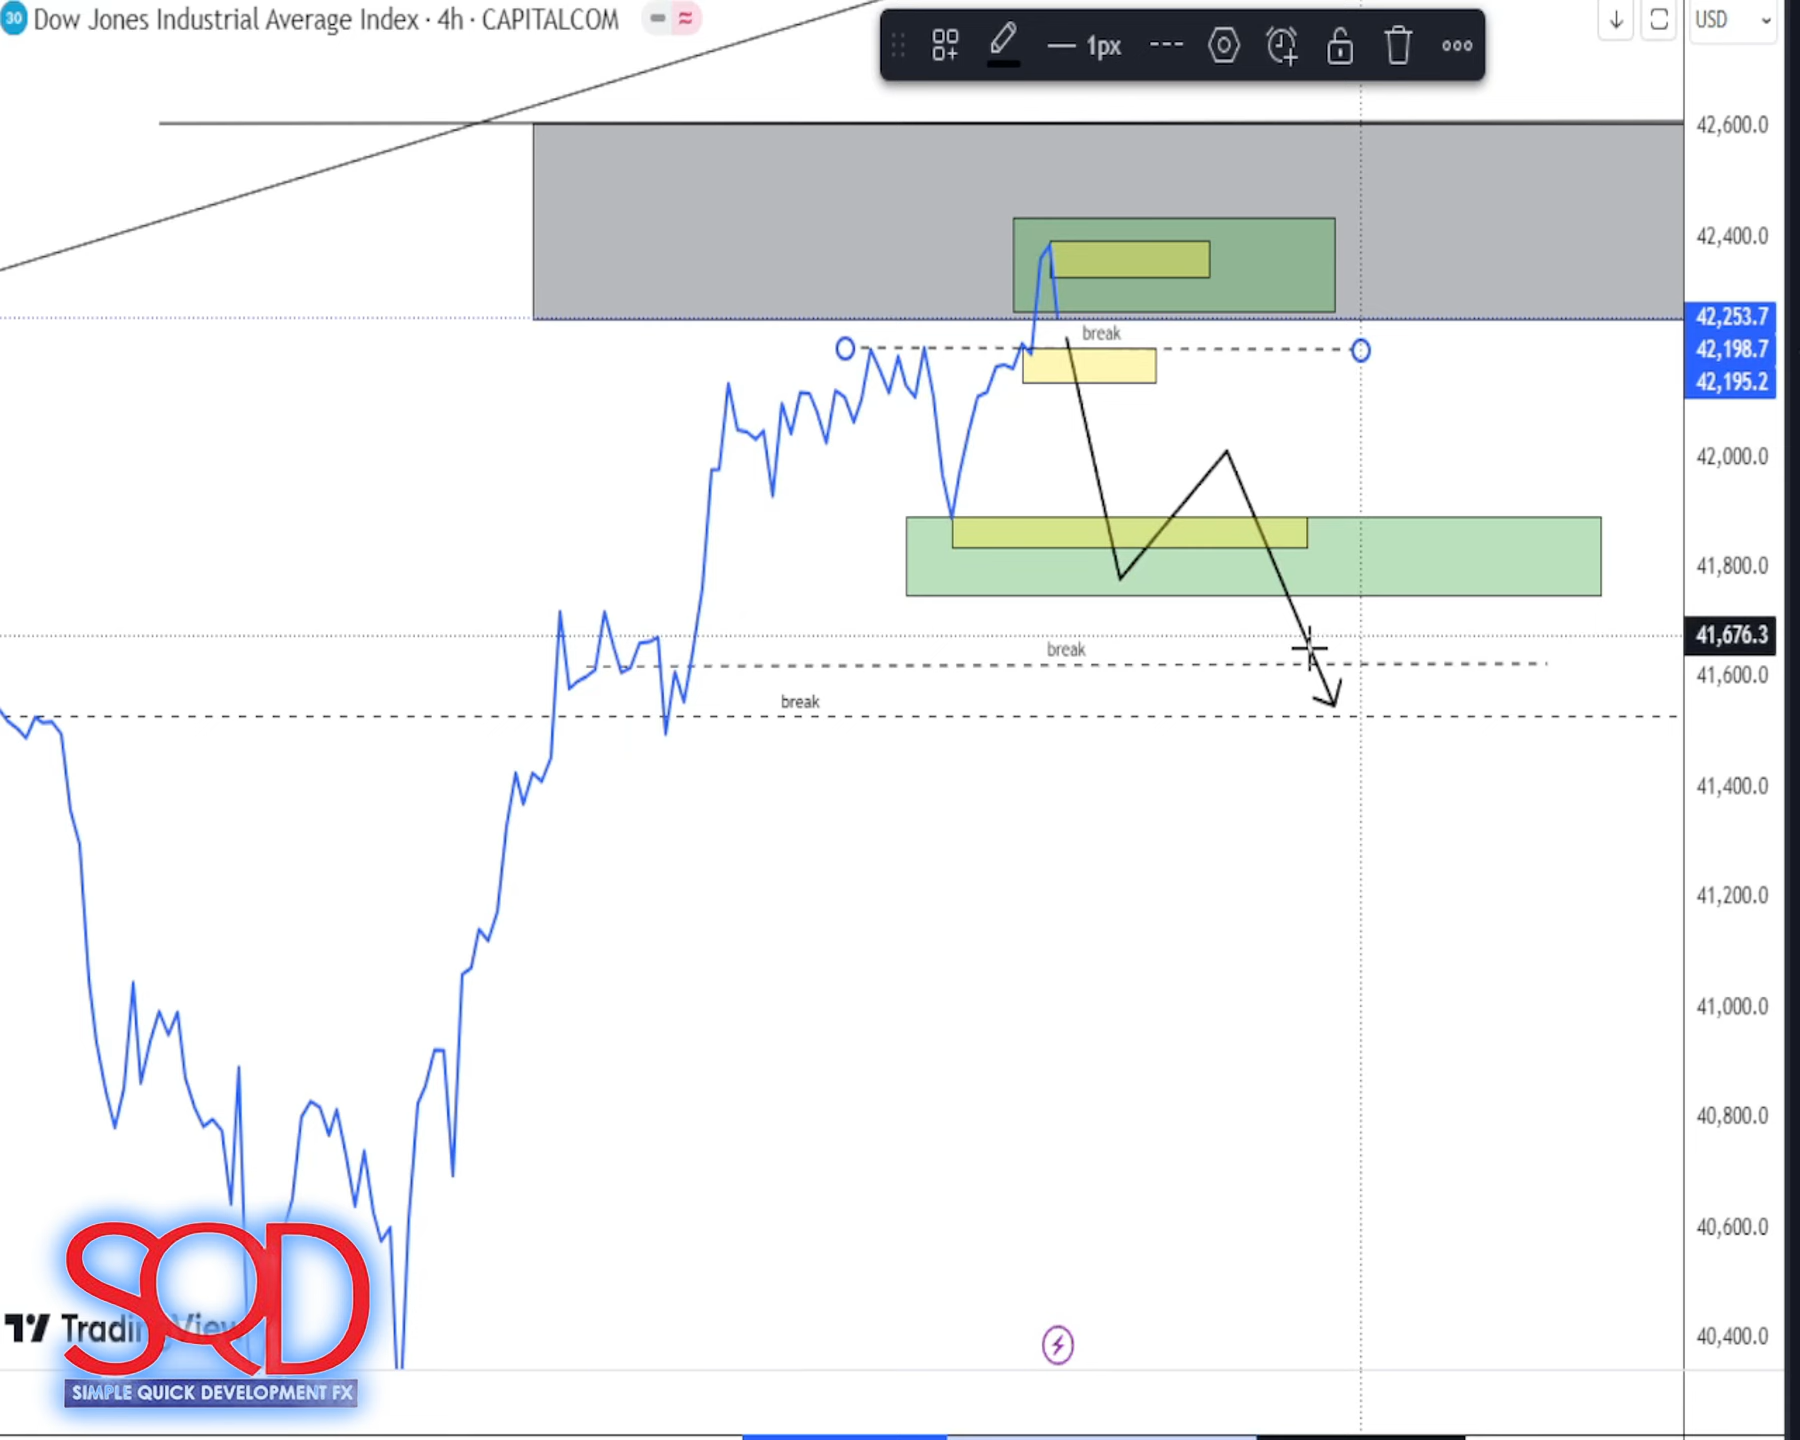 30 Dow Jones Industrial Average Index · 4h · CAPITALCOM
1px
USD
42,600.0
42,400.0
42,253.7
break
42,198.7
42,195.2
42,000.0
41,800.0
41,676.3
break
41,600.0
break
41,400.0
41,200.0
41,000.0
40,800.0
40,600.0
SQD
TradingView
40,400.0
SIMPLE QUICK DEVELOPMENT FX